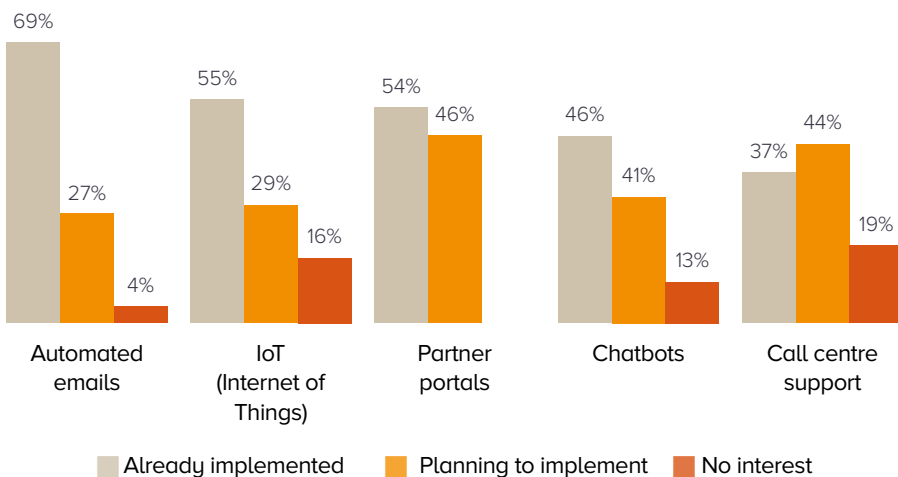 69%
27%
4%
55%
29%
16%
54%
46%
46%
41%
13%
37%
44%
19%
Automated
emails
IoT
(Internet of
Things)
Partner
portals
Chatbots
Call centre
support
Already implemented
Planning to implement
No interest